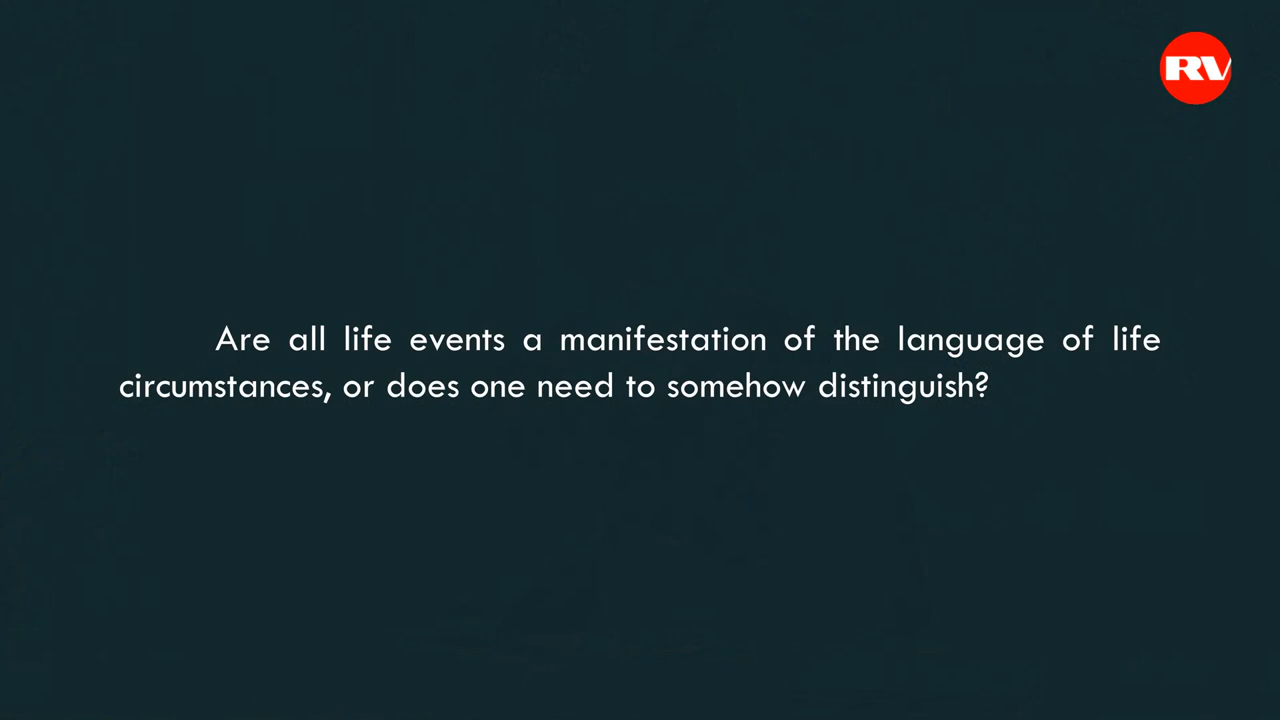 RV
Are all life events a manifestation of the language of life
circumstances, or does one need to somehow distinguish?